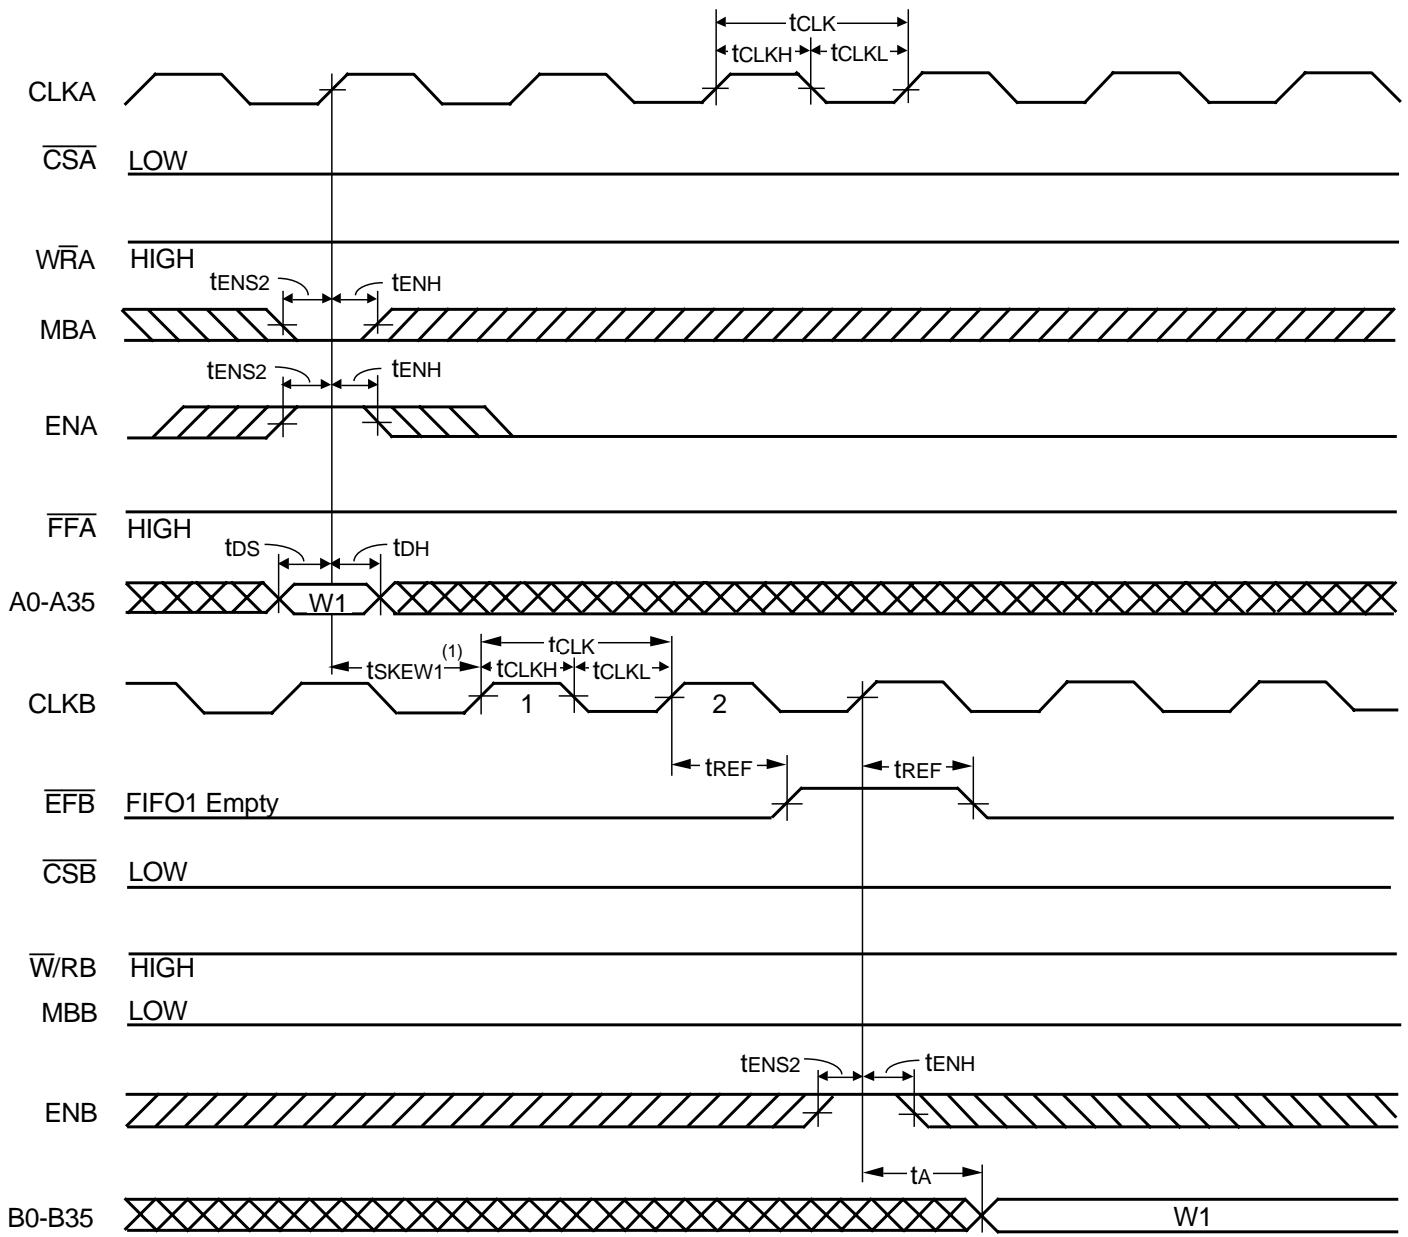 tCLK
tCLKH tCLKL
CLKA
CSA LOW
WRA HIGH
tENS2 tENH
MBA
tENS2 tENH
ENA
FFA HIGH
tDS tDH
A0-A35 W1
tSKEW1(1) tCLK
tCLKH tCLKL
CLKB 1 2
tREF tREF
EFB FIFO1 Empty
CSB LOW
W/RB HIGH
MBB LOW
tENS2 tENH
ENB
tA
B0-B35 W1